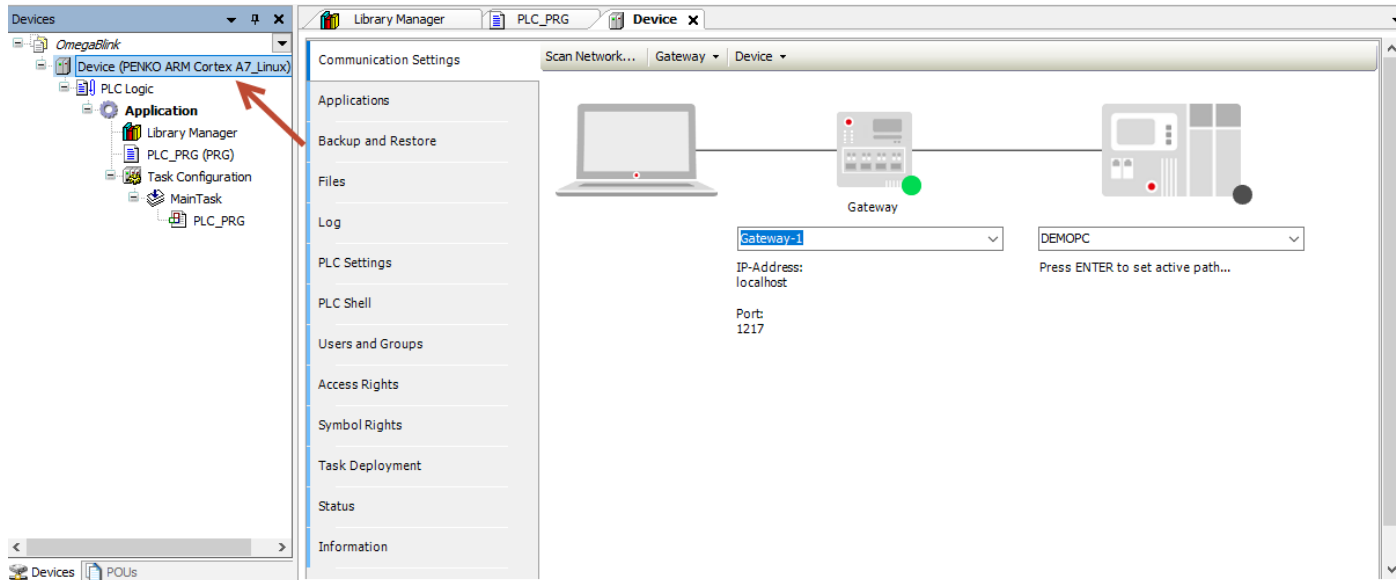 Devices
OmegaBlink
Device (PENKO ARM Cortex A7_Linux)
PLC Logic
Application
Library Manager
PLC_PRG (PRG)
Task Configuration
MainTask
PLC_PRG
Devices
POUs
Library Manager
PLC_PRG
Device
Communication Settings
Applications
Backup and Restore
Files
Log
PLC Settings
PLC Shell
Users and Groups
Access Rights
Symbol Rights
Task Deployment
Status
Information
Scan Network...
Gateway
Device
Gateway
Gateway-1
IP-Address:
localhost
Port:
1217
DEMOPC
Press ENTER to set active path...